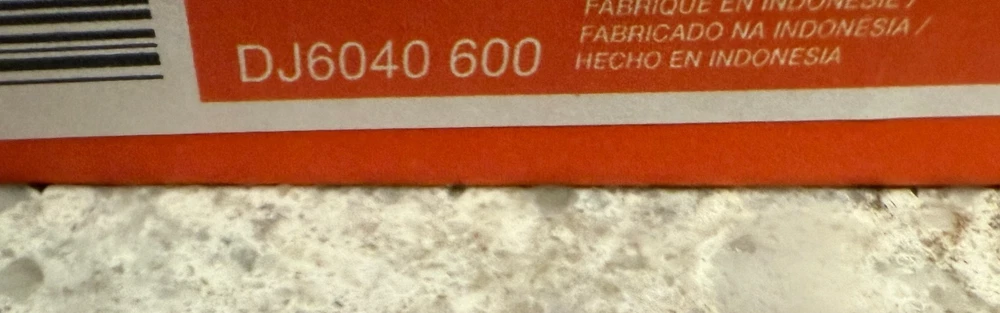 FABRIQUÉ EN INDONÉSIE /
FABRICADO NA INDONESIA /
HECHO EN INDONESIA
DJ6040 600